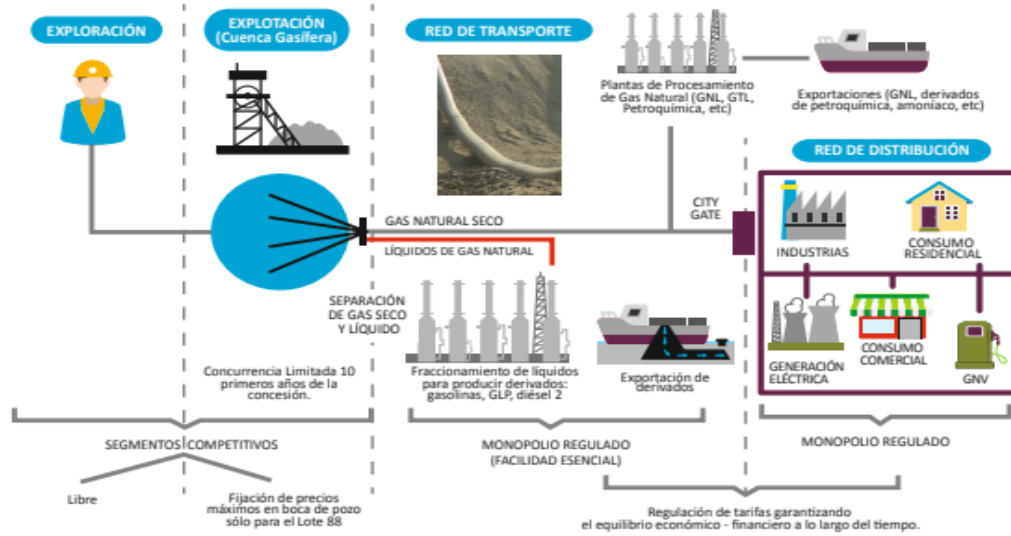 EXPLORACIÓN
EXPLOTACIÓN
(Cuenca Gasífera)
RED DE TRANSPORTE
Plantas de Procesamiento
de Gas Natural (GNL, GTL,
Petroquímica, etc)
Exportaciones (GNL, derivados
de petroquímica, amoníaco, etc)
RED DE DISTRIBUCIÓN
GAS NATURAL SECO
LÍQUIDOS DE GAS NATURAL
CITY
GATE
INDUSTRIAS
CONSUMO
RESIDENCIAL
SEPARACIÓN
DE GAS SECO
Y LÍQUIDO
GENERACIÓN
ELÉCTRICA
CONSUMO
COMERCIAL
GNV
Concurrencia Limitada 10
primeros años de la
concesión.
Fraccionamiento de líquidos
para producir derivados:
gasolinas, GLP, diésel 2
Exportación de
derivados
SEGMENTOS COMPETITIVOS
MONOPOLIO REGULADO
(FACILIDAD ESENCIAL)
MONOPOLIO REGULADO
Libre
Fijación de precios
máximos en boca de pozo
sólo para el Lote 88
Regulación de tarifas garantizando
el equilibrio económico - financiero a lo largo del tiempo.